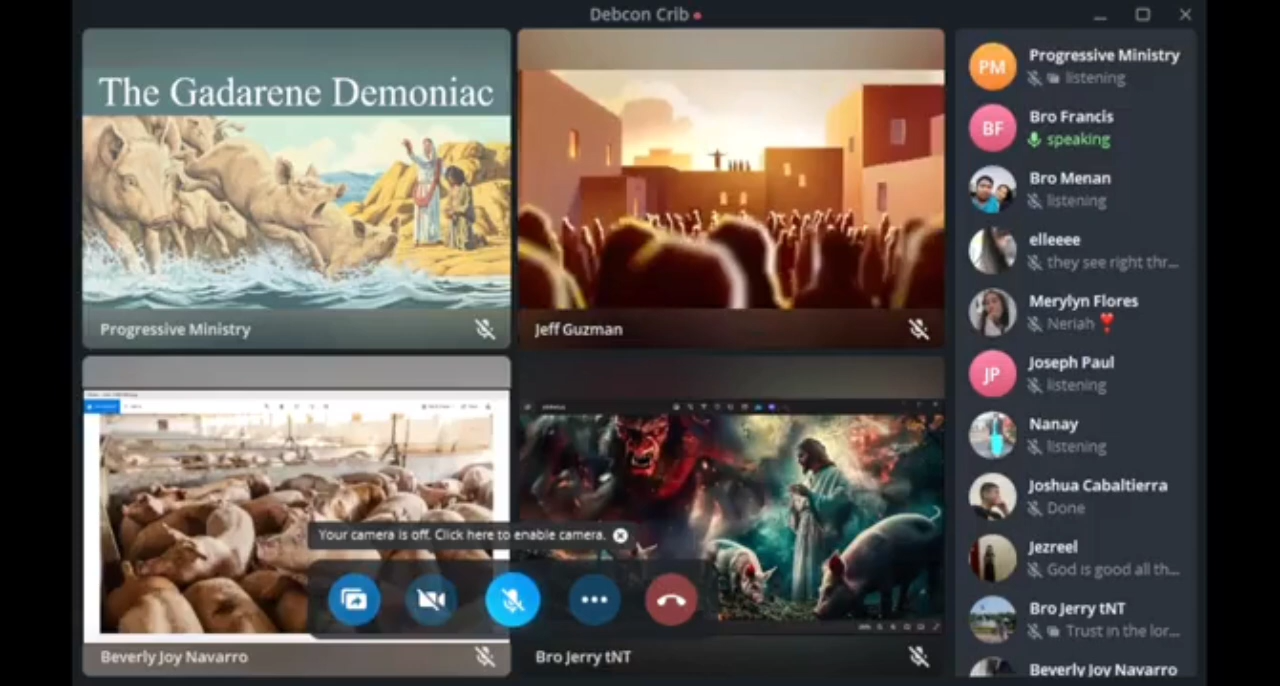 Debcon Crib
The Gadarene Demoniac
Progressive Ministry
Jeff Guzman
Your camera is off. Click here to enable camera.
Beverly Joy Navarro
Bro Jerry tNT
PM
Progressive Ministry
listening
BF
Bro Francis
speaking
Bro Menan
listening
elleeee
they see right thr...
Merylyn Flores
Neriah❣️
JP
Joseph Paul
listening
Nanay
listening
Joshua Cabaltierra
Done
Jezreel
God is good all th...
Bro Jerry tNT
Trust in the lor...
Beverly Joy Navarro